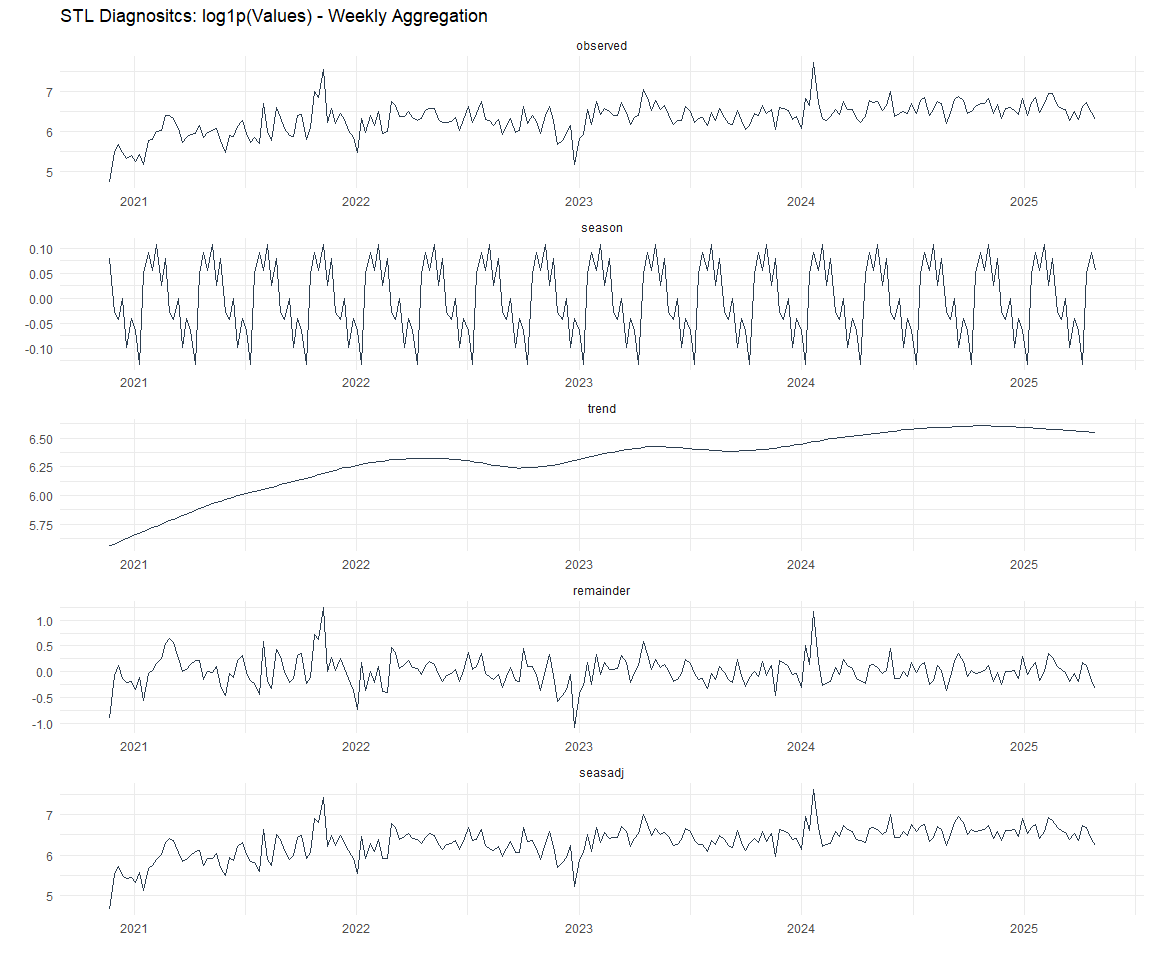 STL Diagnositcs: log1p(Values) - Weekly Aggregation
observed
7
6
5
2021 2022 2023 2024 2025
season
0.10
0.05
0.00
-0.05
-0.10
2021 2022 2023 2024 2025
trend
6.50
6.25
6.00
5.75
2021 2022 2023 2024 2025
remainder
1.0
0.5
0.0
-0.5
-1.0
2021 2022 2023 2024 2025
seasadj
7
6
5
2021 2022 2023 2024 2025